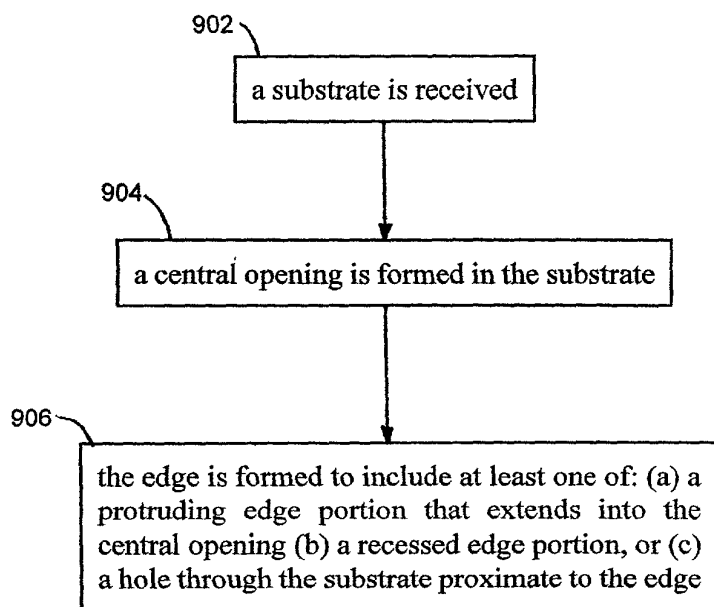 902
a substrate is received
904
a central opening is formed in the substrate
906
the edge is formed to include at least one of: (a) a
protruding edge portion that extends into the
central opening (b) a recessed edge portion, or (c)
a hole through the substrate proximate to the edge